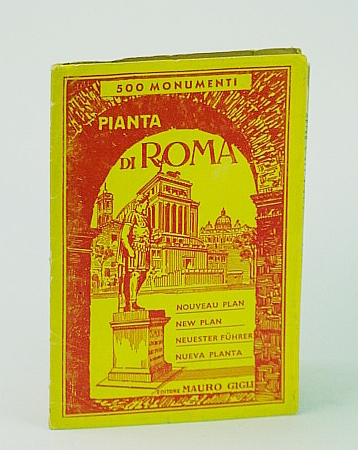 500 MONUMENTI
PIANTA
DI ROMA
NOUVEAU PLAN
NEW PLAN
NEUESTER FÜHRER
NUEVA PLANTA
EDITORE MAURO GIGLI